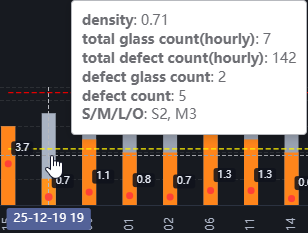 density: 0.71
total glass count(hourly): 7
total defect count(hourly): 142
defect glass count: 2
defect count: 5
S/M/L/O: S2, M3
3.7
0.7
1.1
0.8
0.7
1.3
1.3
15
25-12-19 19
01
02
06
11
14